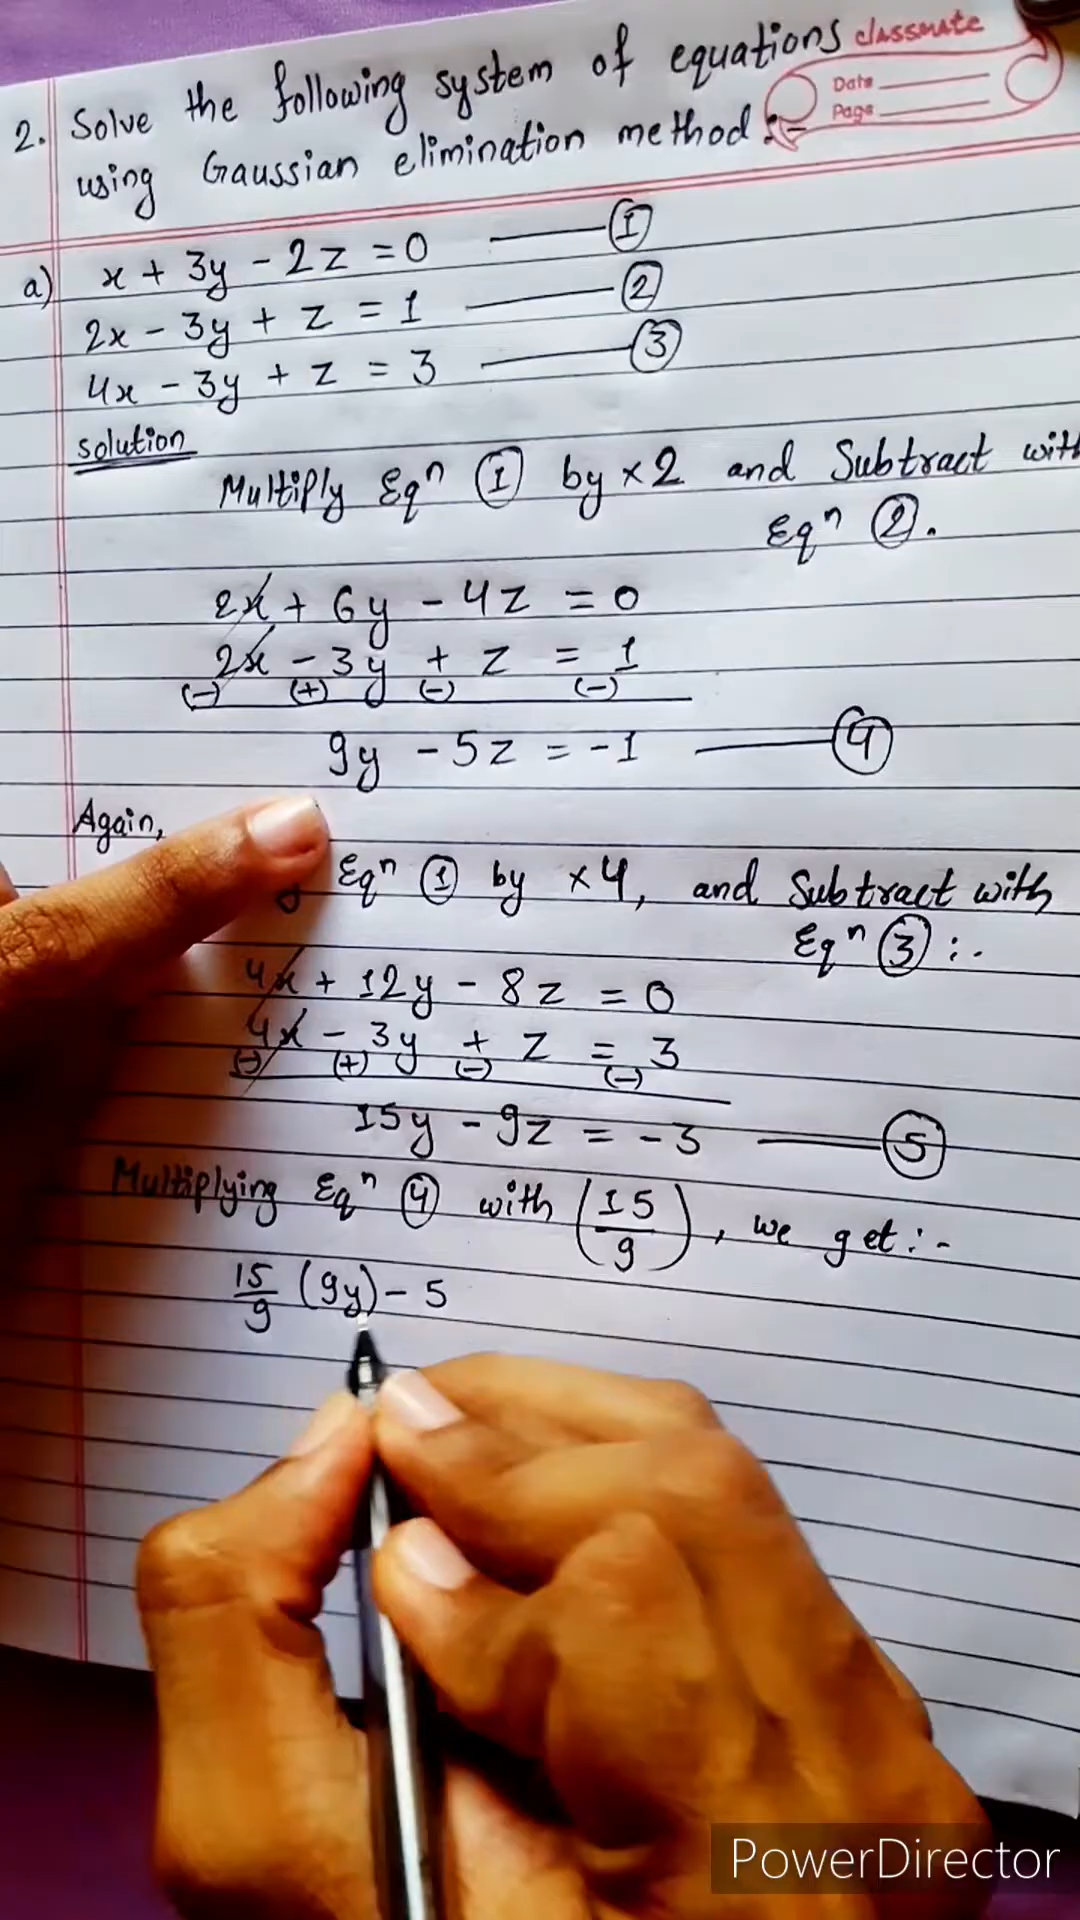 classmate
Date
Page
2. Solve the following system of equations
using Gaussian elimination method :-
a) x + 3y - 2z = 0 ——— ①
2x - 3y + z = 1 ——— ②
4x - 3y + z = 3 ——— ③
solution
Multiply Eqⁿ ① by ×2 and Subtract with
Eqⁿ ②.
2x + 6y - 4z = 0
2x - 3y + z = 1
(-) (+) (-) (-)
9y - 5z = -1 ——— ④
Again,
Eqⁿ ① by ×4, and Subtract with
Eqⁿ ③ :-
4x + 12y - 8z = 0
4x - 3y + z = 3
(-) (+) (-) (-)
15y - 9z = -3 ——— ⑤
Multiplying Eqⁿ ④ with (15/9), we get :-
15/9 (9y) - 5
PowerDirector